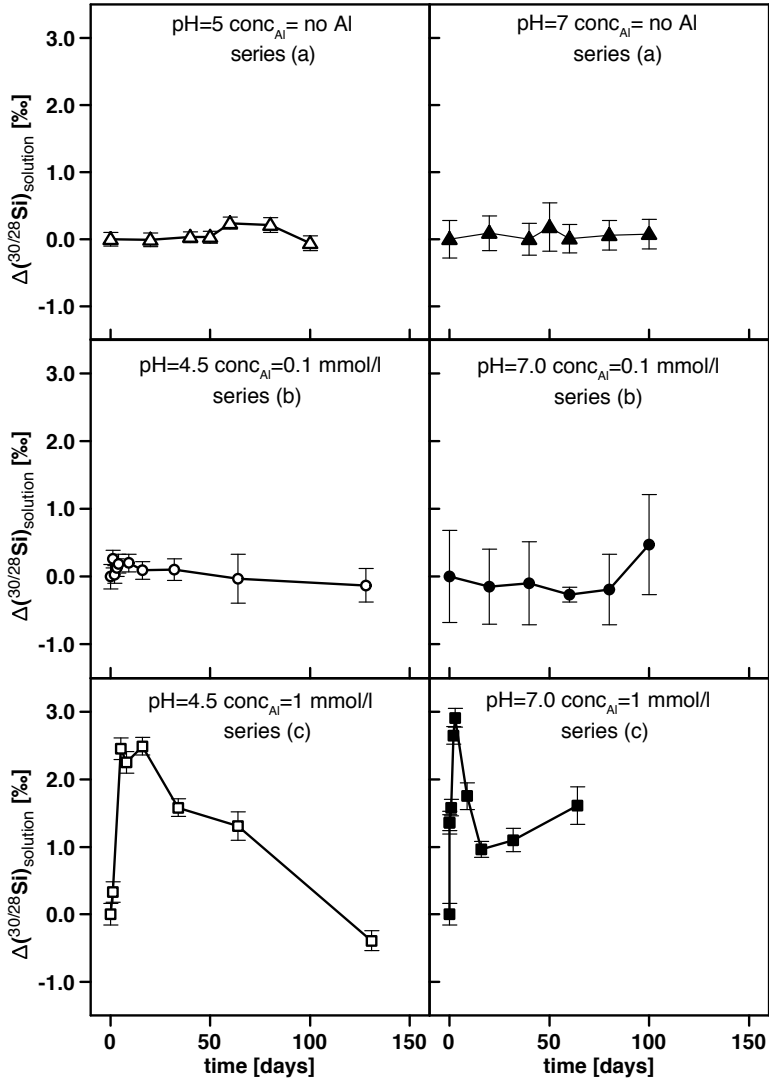 pH=5 conc_Al= no Al
series (a)
3.0
2.0
1.0
0.0
-1.0
Δ(³⁰/²⁸Si)solution [‰]
pH=7 conc_Al= no Al
series (a)
pH=4.5 conc_Al=0.1 mmol/l
series (b)
3.0
2.0
1.0
0.0
-1.0
Δ(³⁰/²⁸Si)solution [‰]
pH=7.0 conc_Al=0.1 mmol/l
series (b)
pH=4.5 conc_Al=1 mmol/l
series (c)
3.0
2.0
1.0
0.0
-1.0
Δ(³⁰/²⁸Si)solution [‰]
pH=7.0 conc_Al=1 mmol/l
series (c)
0 50 100 150
time [days]
0 50 100 150
time [days]